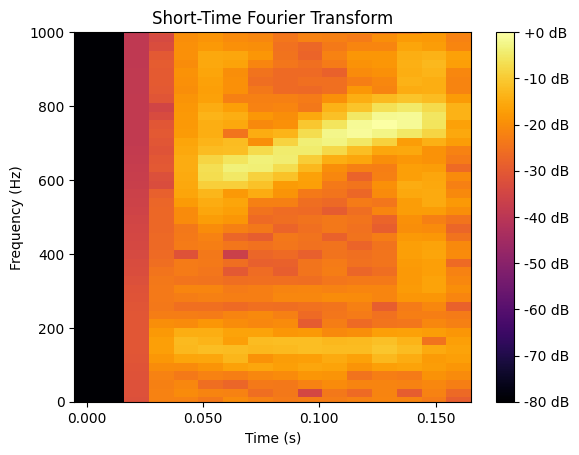 Short-Time Fourier Transform
Frequency (Hz)
1000
800
600
400
200
0
0.000
0.050
0.100
0.150
Time (s)
+0 dB
-10 dB
-20 dB
-30 dB
-40 dB
-50 dB
-60 dB
-70 dB
-80 dB